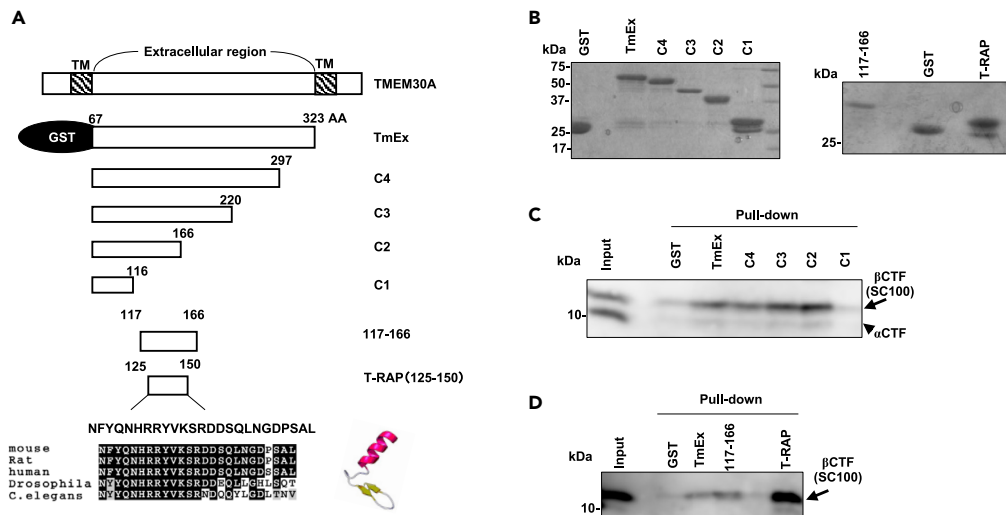 A
Extracellular region
TM
TM
TMEM30A
67
323 AA
GST
TmEx
297
C4
220
C3
166
C2
116
C1
117
166
117-166
125
150
T-RAP(125-150)
NFYQNHRRYVKSRDDSQLNGDPSAL
mouse NFYQNHRRYVKSRDDSQLNGDPSAL
Rat NFYQNHRRYVKSRDDSQLNGDPSAL
human NFYQNHRRYVKSRDDSQLNGDSSAL
Drosophila NYYQNHRRYVKSRDDEQLLGHLSQT
C.elegans NYYQNHRRYVKSRNDQQYLGDLTNV
B
kDa
GST
TmEx
C4
C3
C2
C1
75
50
37
25
17
kDa
117-166
GST
T-RAP
25
C
Pull-down
kDa
Input
GST
TmEx
C4
C3
C2
C1
βCTF
(SC100)
10
αCTF
D
Pull-down
kDa
Input
GST
TmEx
117-166
T-RAP
βCTF
(SC100)
10